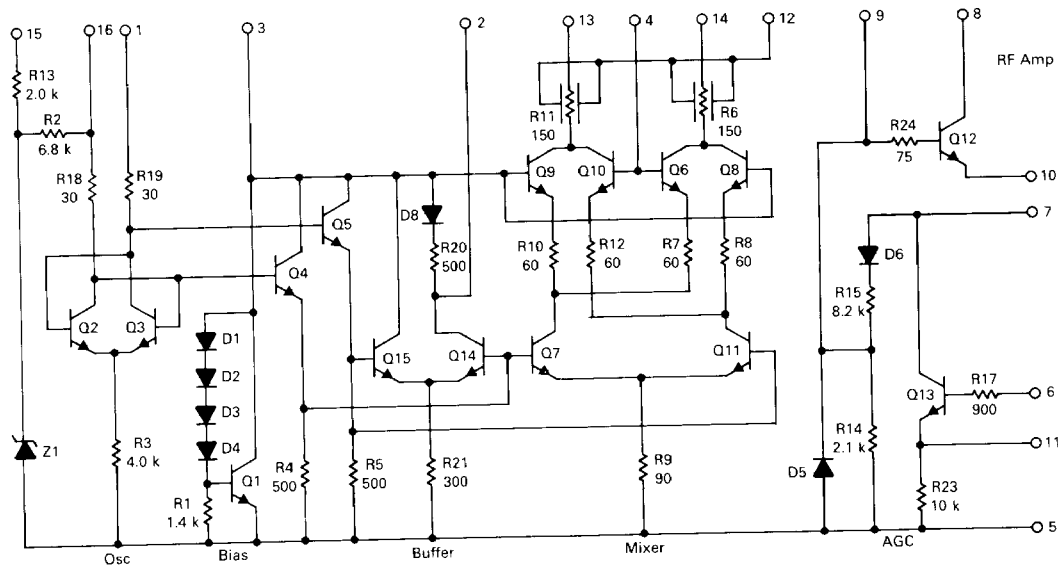 15
16
1
3
2
13
4
14
12
9
8
RF Amp
R13
2.0 k
R2
6.8 k
R11
150
R6
150
R24
75
Q12
R18
30
R19
30
Q9
Q10
Q6
Q8
10
D8
Q5
7
R20
500
R10
60
R12
60
R7
60
R8
60
D6
Q4
R15
8.2 k
Q2
Q3
D1
Q15
Q14
Q7
Q11
D2
R17
900
6
Q13
D3
R3
4.0 k
D4
R14
2.1 k
11
Z1
R4
500
R5
500
R21
300
R9
90
D5
Q1
R1
1.4 k
R23
10 k
5
Osc
Bias
Buffer
Mixer
AGC